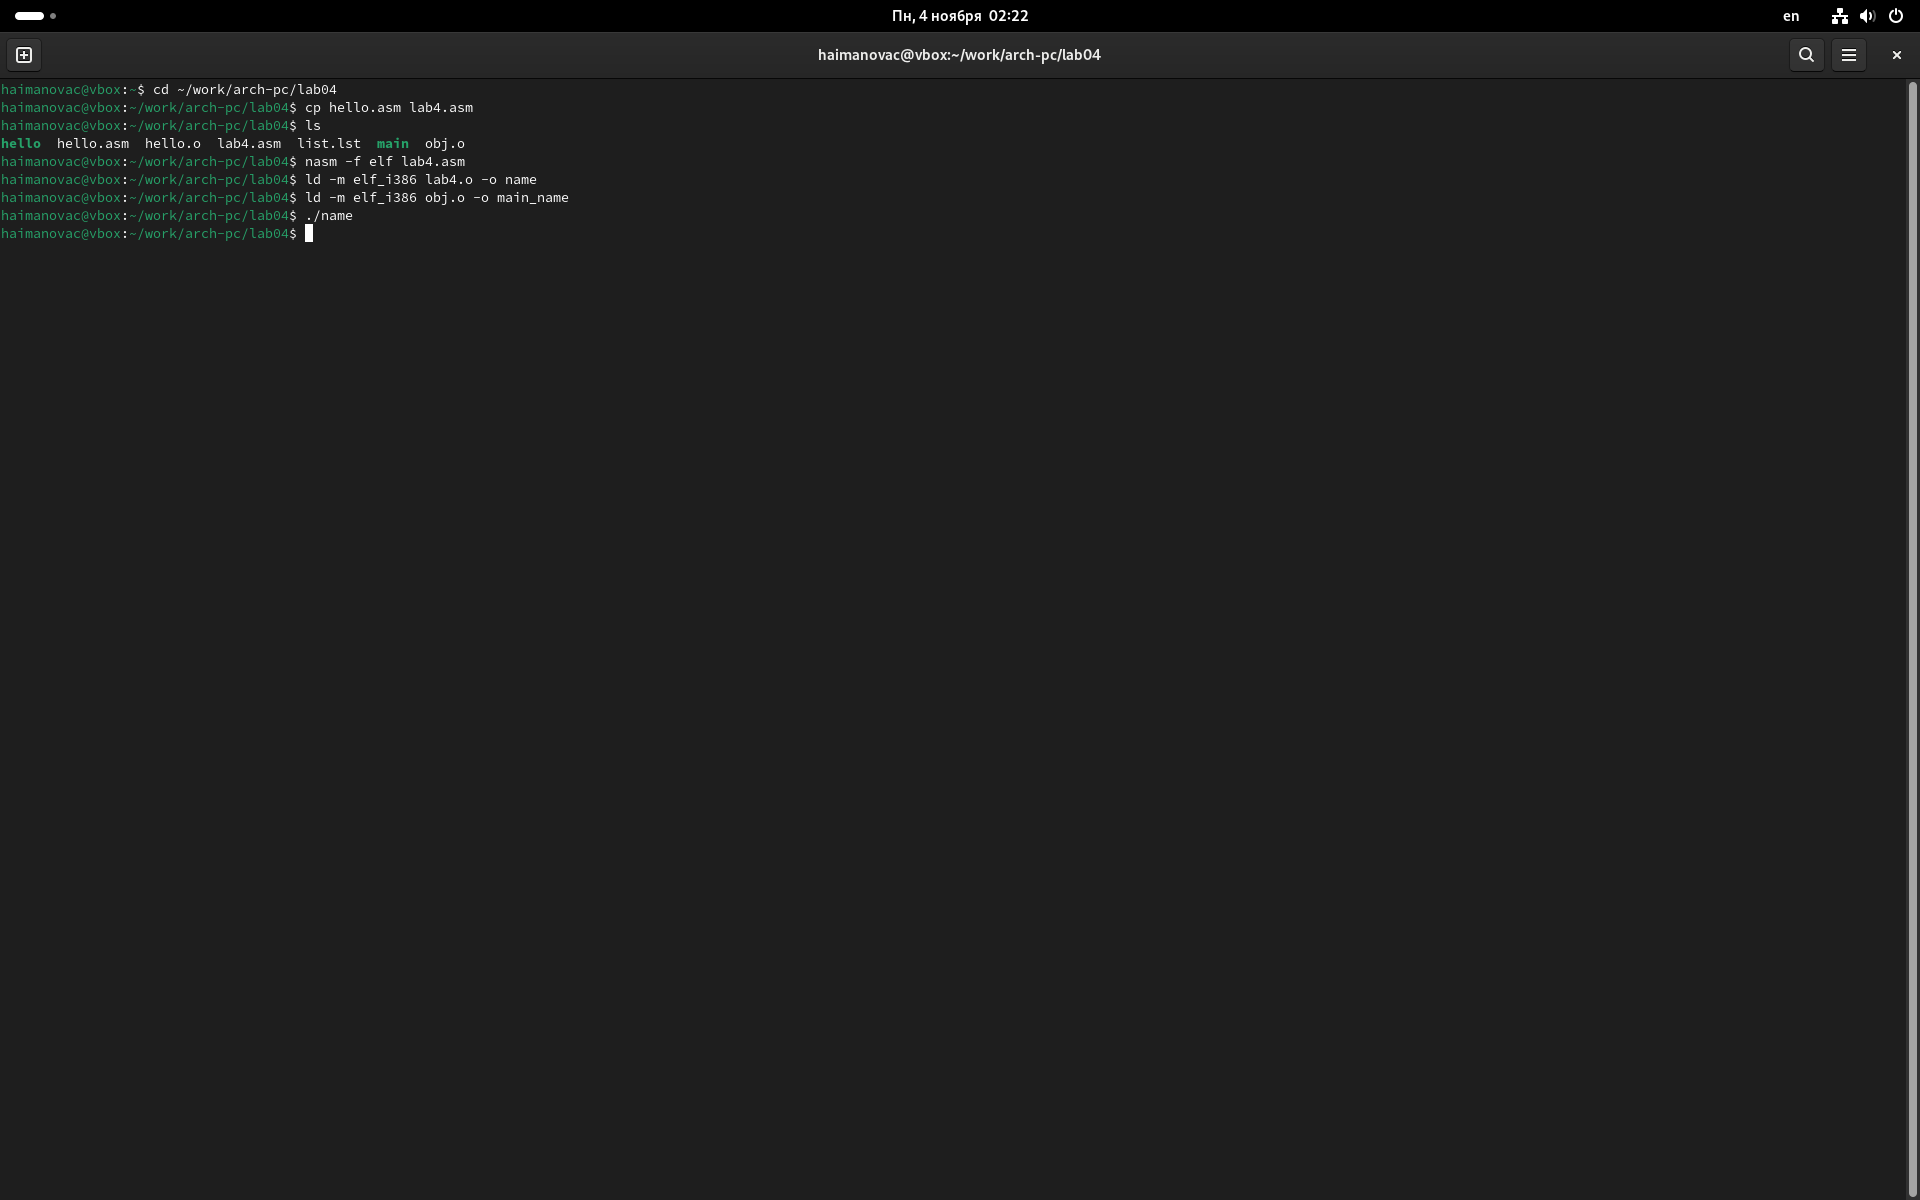 Пн, 4 ноября 02:22
en
haimanovac@vbox:~/work/arch-pc/lab04
haimanovac@vbox:~$ cd ~/work/arch-pc/lab04
haimanovac@vbox:~/work/arch-pc/lab04$ cp hello.asm lab4.asm
haimanovac@vbox:~/work/arch-pc/lab04$ ls
hello  hello.asm  hello.o  lab4.asm  list.lst  main  obj.o
haimanovac@vbox:~/work/arch-pc/lab04$ nasm -f elf lab4.asm
haimanovac@vbox:~/work/arch-pc/lab04$ ld -m elf_i386 lab4.o -o name
haimanovac@vbox:~/work/arch-pc/lab04$ ld -m elf_i386 obj.o -o main_name
haimanovac@vbox:~/work/arch-pc/lab04$ ./name
haimanovac@vbox:~/work/arch-pc/lab04$